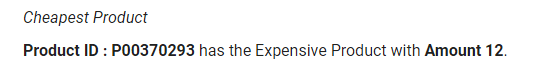 Cheapest Product
Product ID : P00370293 has the Expensive Product with Amount 12.